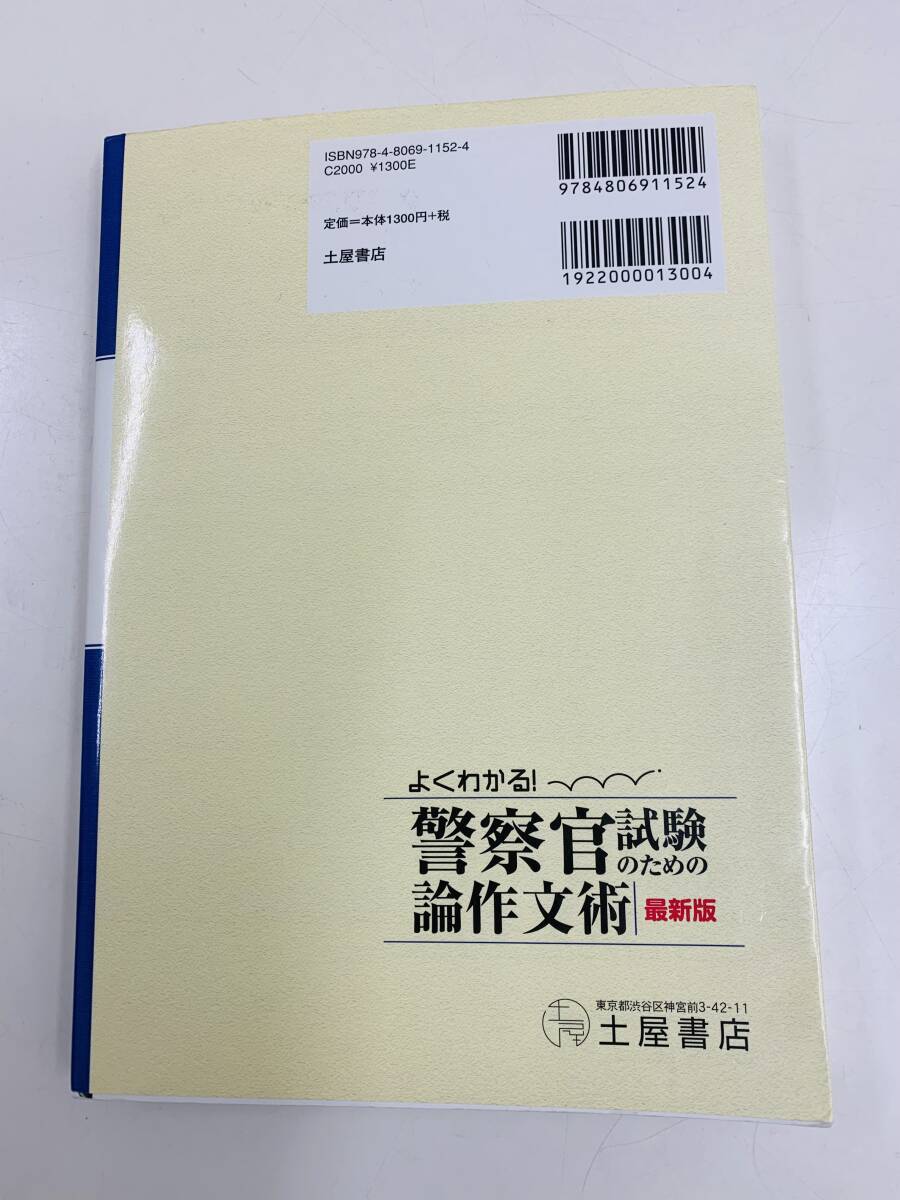 ISBN978-4-8069-1152-4
C2000 ¥1300E
定価=本体1300円+税
土屋書店
9784806911524
1922000013004
よくわかる!
警察官試験のための
論作文術 最新版
東京都渋谷区神宮前3-42-11
土屋書店